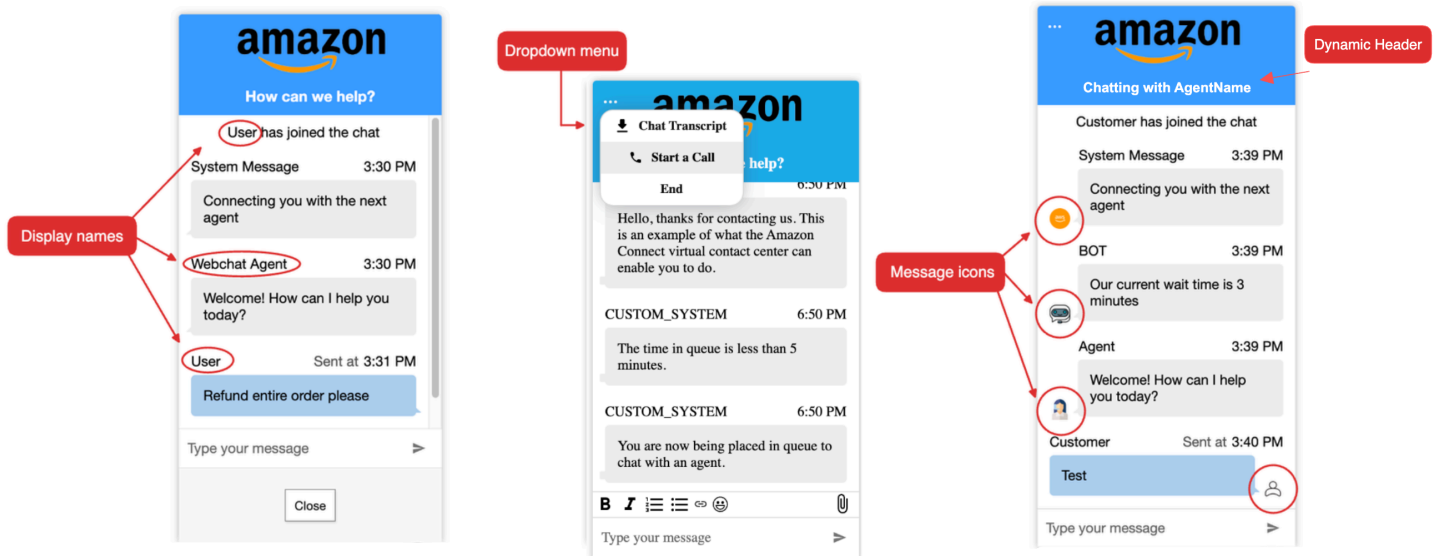 Display names
amazon
How can we help?
User has joined the chat
System Message 3:30 PM
Connecting you with the next
agent
Webchat Agent 3:30 PM
Welcome! How can I help you
today?
User Sent at 3:31 PM
Refund entire order please
Type your message
Close
Dropdown menu
amazon
Chat Transcript
Start a Call
End
help?
6:50 PM
Hello, thanks for contacting us. This
is an example of what the Amazon
Connect virtual contact center can
enable you to do.
CUSTOM_SYSTEM 6:50 PM
The time in queue is less than 5
minutes.
CUSTOM_SYSTEM 6:50 PM
You are now being placed in queue to
chat with an agent.
B I
Type your message
Message icons
Dynamic Header
amazon
Chatting with AgentName
Customer has joined the chat
System Message 3:39 PM
Connecting you with the next
agent
BOT 3:39 PM
Our current wait time is 3
minutes
Agent 3:39 PM
Welcome! How can I help
you today?
Customer Sent at 3:40 PM
Test
Type your message